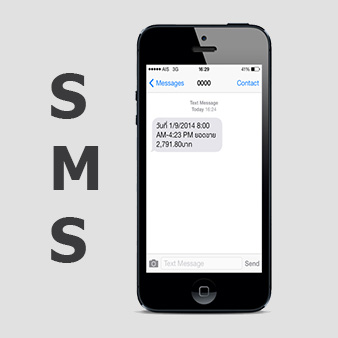 S
M
S
AIS 3G 16:29 41%
Messages 0000 Contact
Text Message
Today 16:24
วันที่ 1/9/2014 8:00
AM-4:23 PM ยอดขาย
2,791.80บาท
Text Message Send